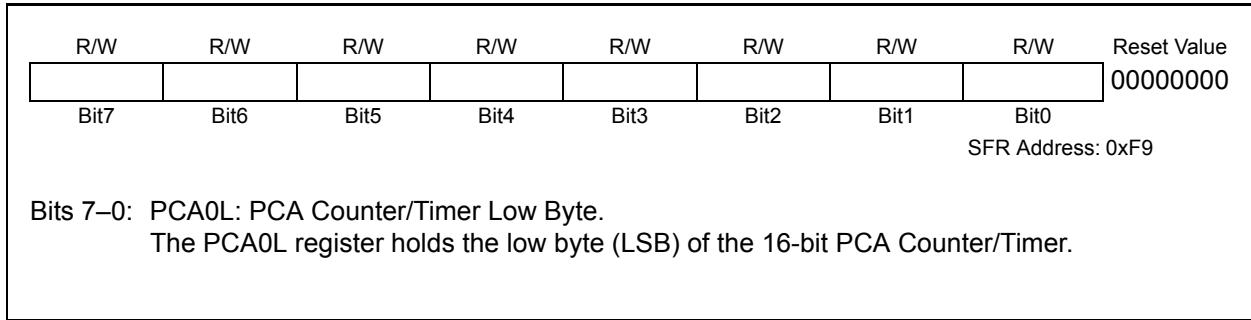 R/W R/W R/W R/W R/W R/W R/W R/W Reset Value
00000000
Bit7 Bit6 Bit5 Bit4 Bit3 Bit2 Bit1 Bit0
SFR Address: 0xF9
Bits 7–0: PCA0L: PCA Counter/Timer Low Byte.
The PCA0L register holds the low byte (LSB) of the 16-bit PCA Counter/Timer.